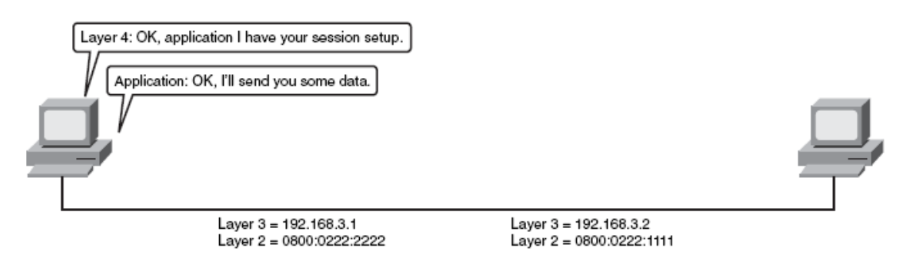 Layer 4: OK, application I have your session setup.
Application: OK, I'll send you some data.
Layer 3 = 192.168.3.1
Layer 2 = 0800:0222:2222
Layer 3 = 192.168.3.2
Layer 2 = 0800:0222:1111